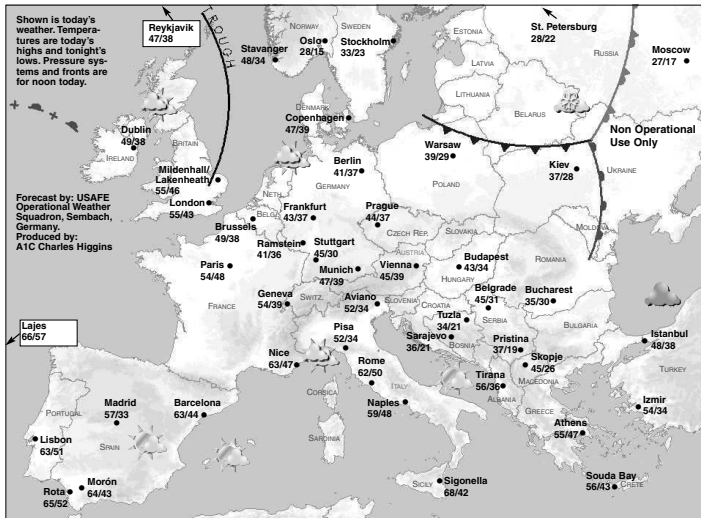 Shown is today's
weather. Tempera-
tures are today's
highs and tonight's
lows. Pressure sys-
tems and fronts are
for noon today.
Reykjavik
47/38
TROUGH
NORWAY
SWEDEN
Stavanger
48/34
Oslo
28/15
Stockholm
33/23
ESTONIA
LATVIA
LITHUANIA
St. Petersburg
28/22
RUSSIA
Moscow
27/17
DENMARK
Copenhagen
47/39
BELARUS
Dublin
49/38
IRELAND
BRITAIN
Mildenhall/
Lakenheath
55/46
London
55/43
Non Operational
Use Only
Berlin
41/37
GERMANY
Warsaw
39/29
POLAND
Kiev
37/28
UKRAINE
Forecast by: USAFE
Operational Weather
Squadron, Sembach,
Germany.
Produced by:
A1C Charles Higgins
NETH.
BELG.
Brussels
49/38
Frankfurt
43/37
Prague
44/37
CZECH REP.
SLOVAKIA
MOLDOVA
Ramstein
41/36
Stuttgart
45/30
Paris
54/48
FRANCE
Munich
47/39
AUSTRIA
Vienna
45/39
Budapest
43/34
HUNGARY
ROMANIA
Geneva
54/39
SWITZ.
Aviano
52/34
SLOVENIA
CROATIA
Belgrade
45/31
SERBIA
Bucharest
35/30
Lajes
66/57
Tuzla
34/21
Sarajevo
36/21
BOSNIA
BULGARIA
Pisa
52/34
Nice
63/47
Pristina
37/19
Skopje
45/26
MACEDONIA
Istanbul
48/38
TURKEY
Rome
62/50
ITALY
CORSICA
Tirana
56/36
ALBANIA
PORTUGAL
Madrid
57/33
SPAIN
Barcelona
63/44
Naples
59/48
SARDINIA
GREECE
Izmir
54/34
Lisbon
63/51
Athens
55/47
Rota
65/52
Morón
64/43
SICILY
Sigonella
68/42
Souda Bay
56/43
CRETE